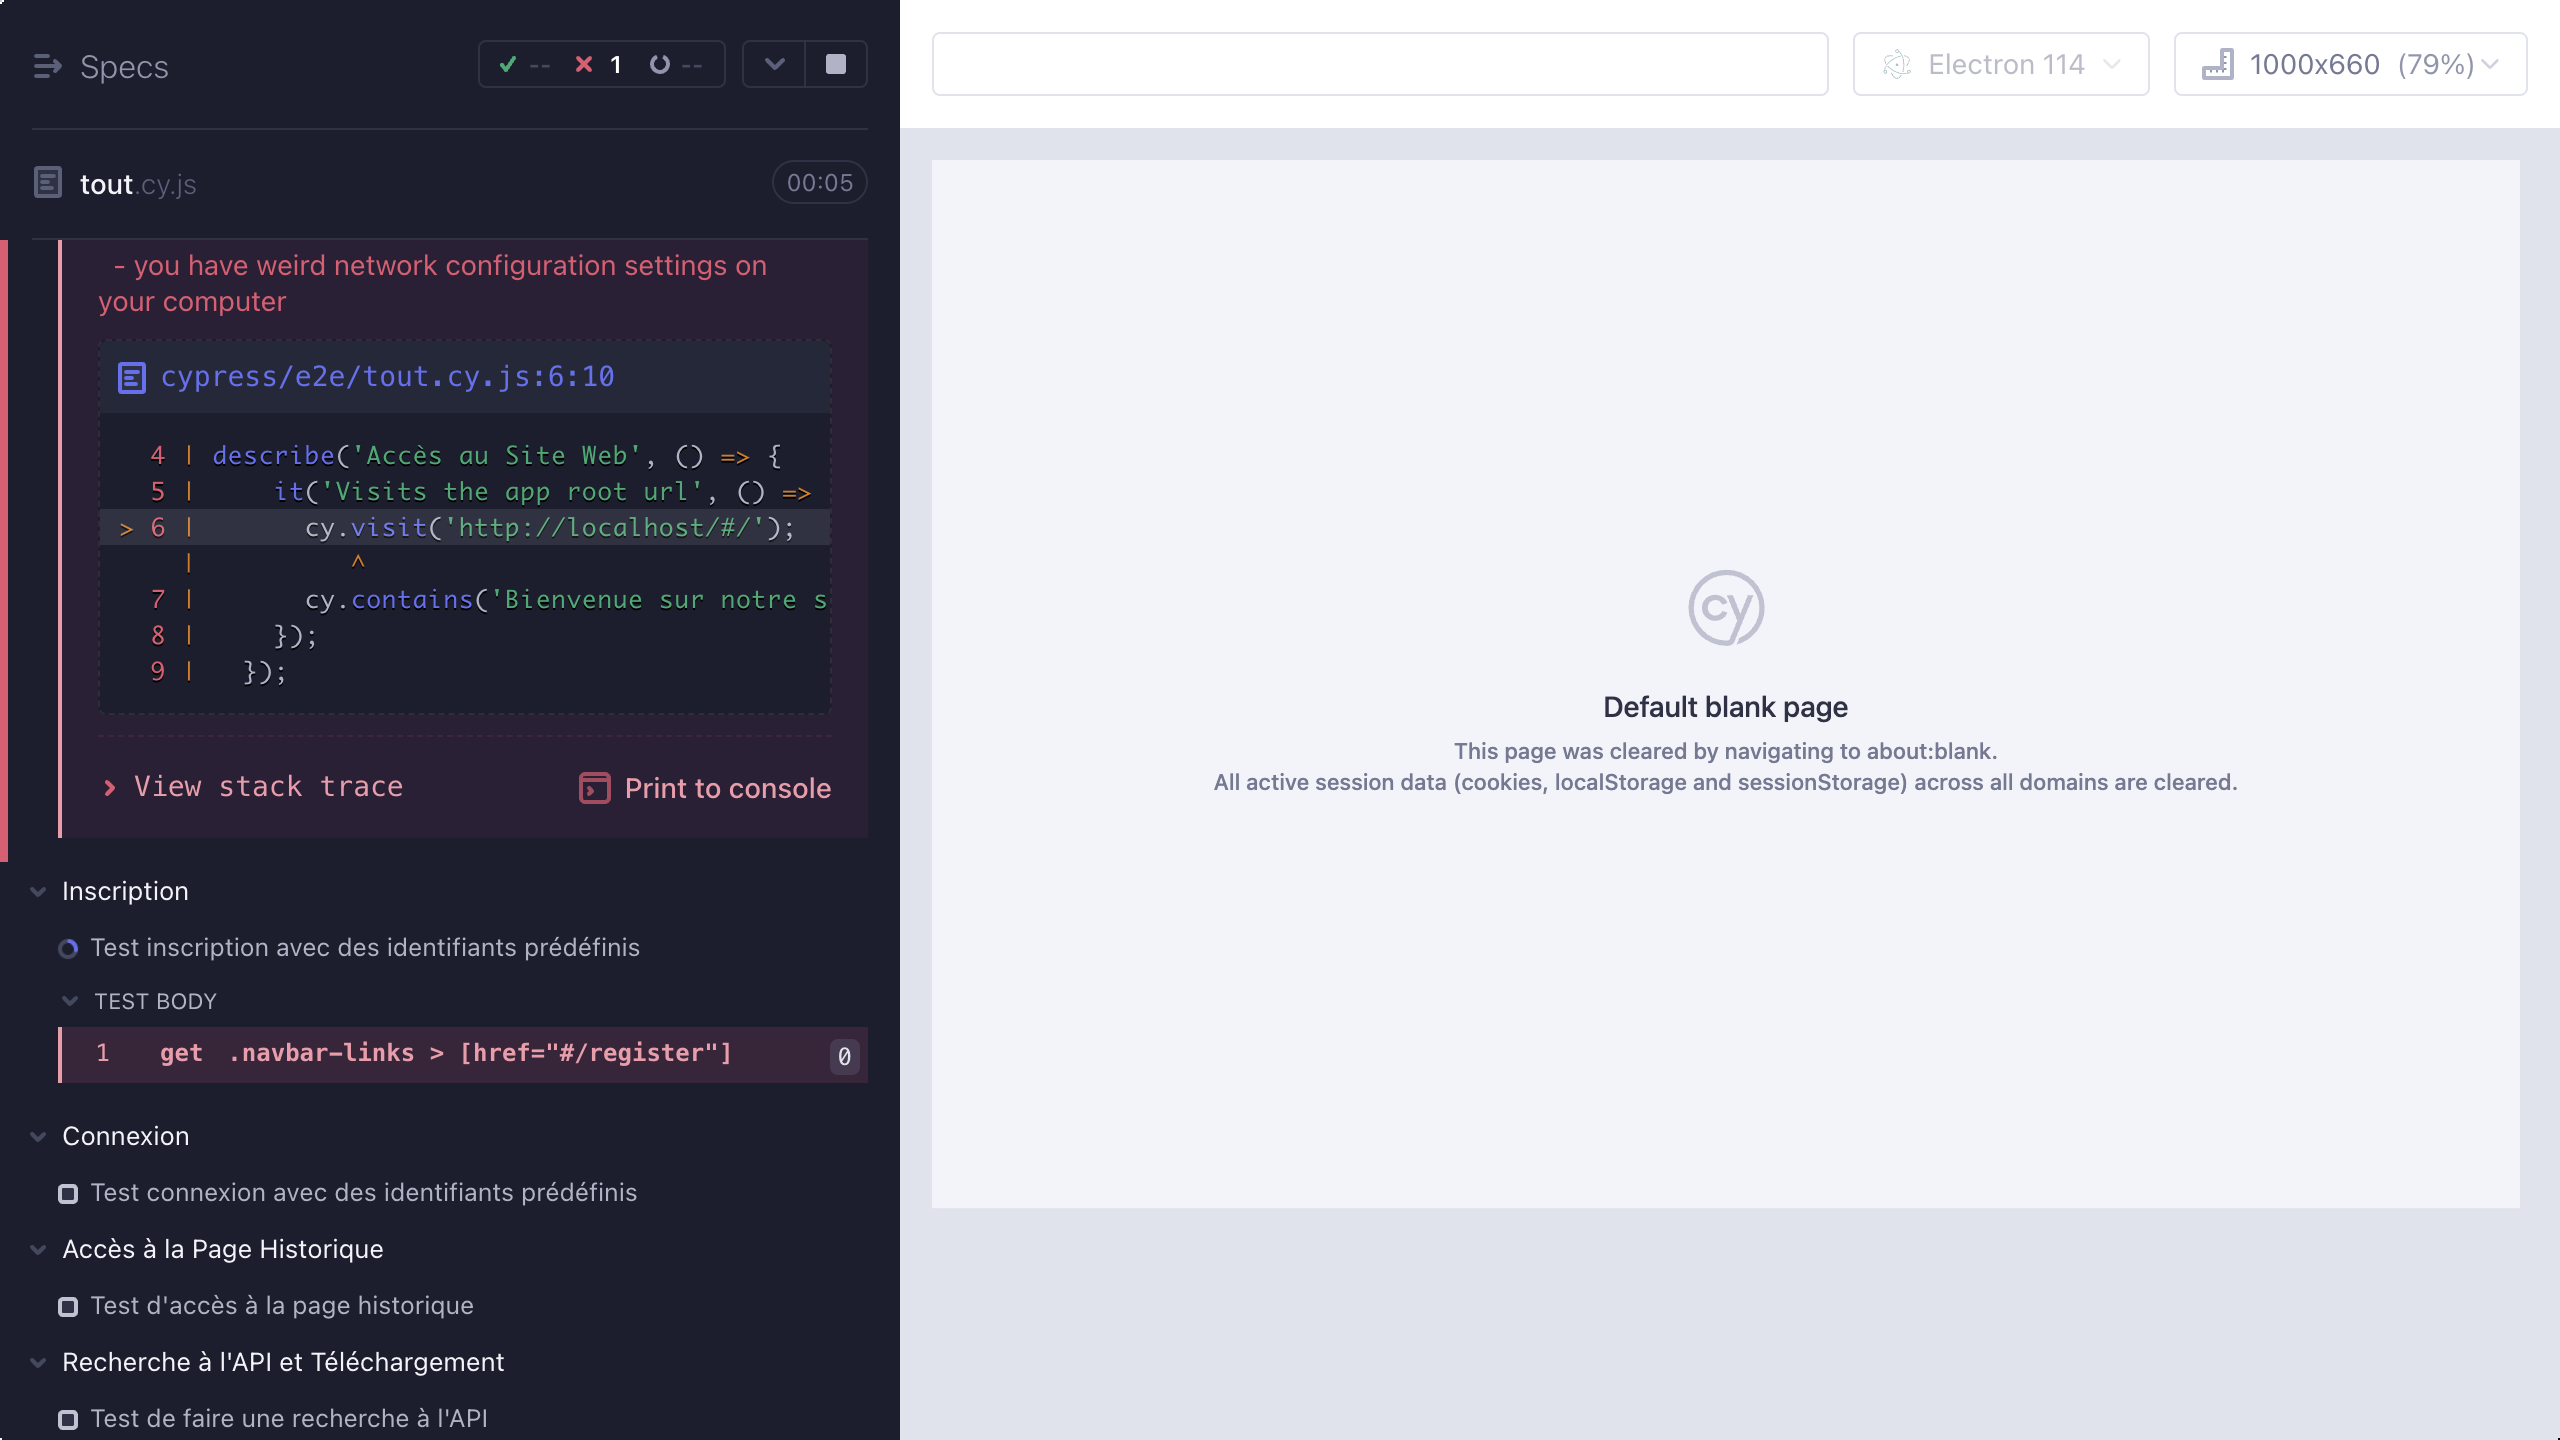 Specs
-- 1 --
tout.cy.js
00:05
- you have weird network configuration settings on
your computer
cypress/e2e/tout.cy.js:6:10
4 | describe('Accès au Site Web', () => {
5 | it('Visits the app root url', () =>
> 6 | cy.visit('http://localhost/#/');
| ^
7 | cy.contains('Bienvenue sur notre s
8 | });
9 | });
View stack trace
Print to console
Inscription
Test inscription avec des identifiants prédéfinis
TEST BODY
1 get .navbar-links > [href="#/register"] 0
Connexion
Test connexion avec des identifiants prédéfinis
Accès à la Page Historique
Test d'accès à la page historique
Recherche à l'API et Téléchargement
Test de faire une recherche à l'API
Electron 114
1000x660 (79%)
cy
Default blank page
This page was cleared by navigating to about:blank.
All active session data (cookies, localStorage and sessionStorage) across all domains are cleared.